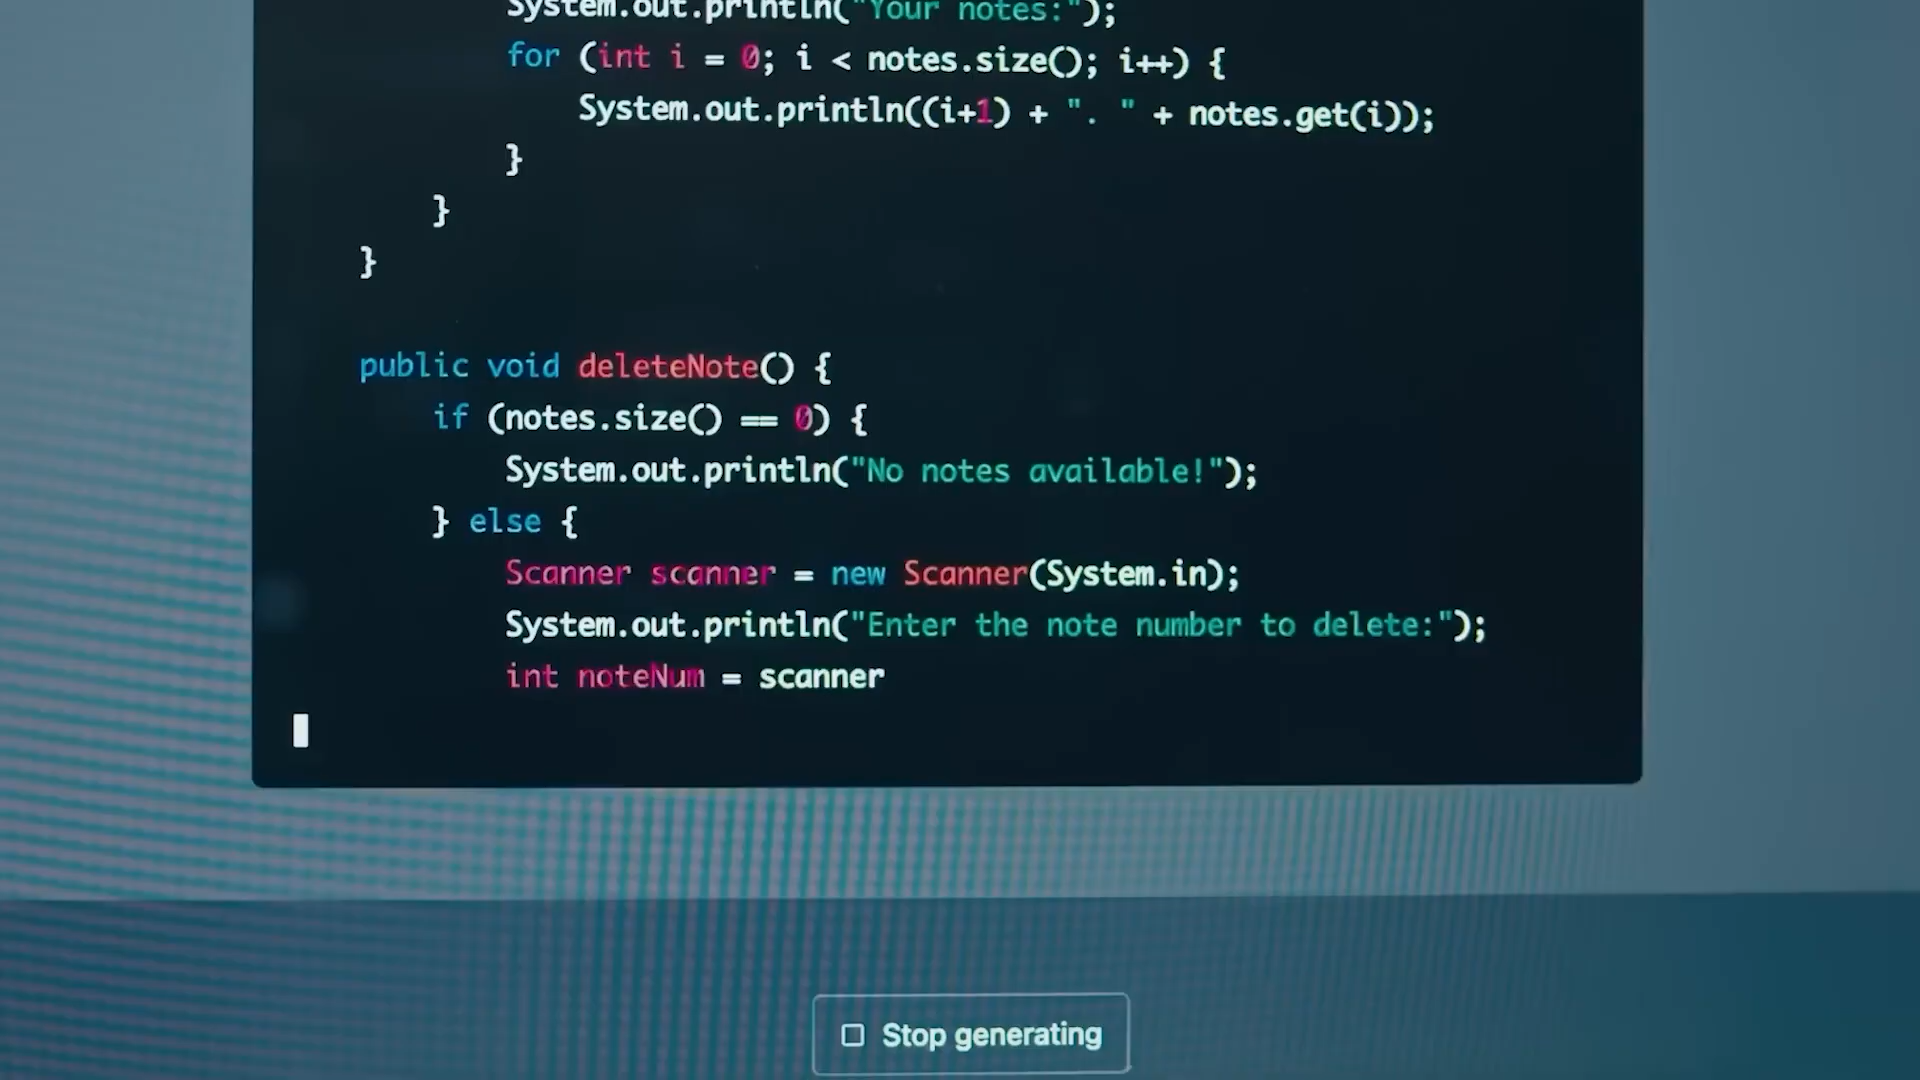 System.out.println("Your notes:");
for (int i = 0; i < notes.size(); i++) {
System.out.println((i+1) + ". " + notes.get(i));
}
}
}
public void deleteNote() {
if (notes.size() == 0) {
System.out.println("No notes available!");
} else {
Scanner scanner = new Scanner(System.in);
System.out.println("Enter the note number to delete:");
int noteNum = scanner
Stop generating